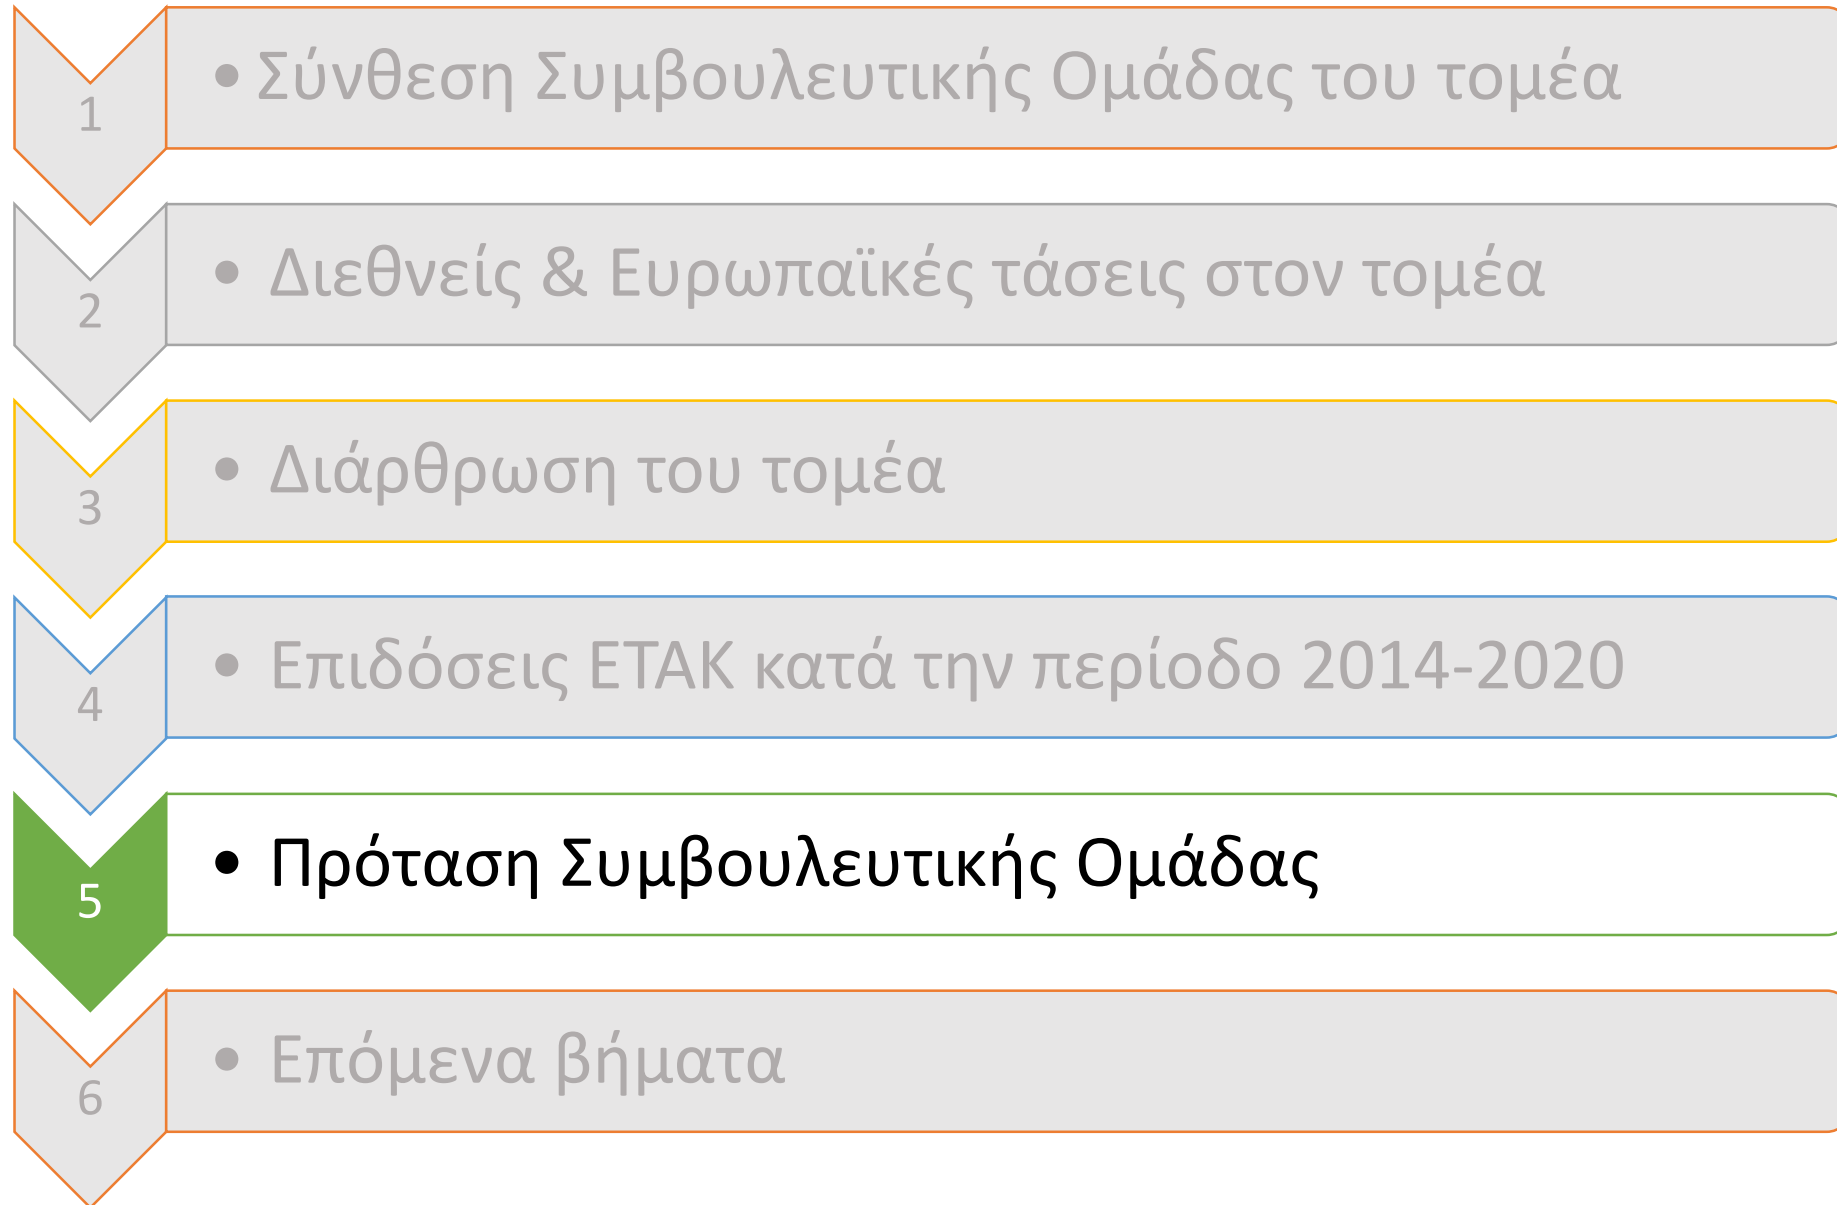 1
• Σύνθεση Συμβουλευτικής Ομάδας του τομέα
2
• Διεθνείς & Ευρωπαϊκές τάσεις στον τομέα
3
• Διάρθρωση του τομέα
4
• Επιδόσεις ΕΤΑΚ κατά την περίοδο 2014-2020
5
• Πρόταση Συμβουλευτικής Ομάδας
6
• Επόμενα βήματα